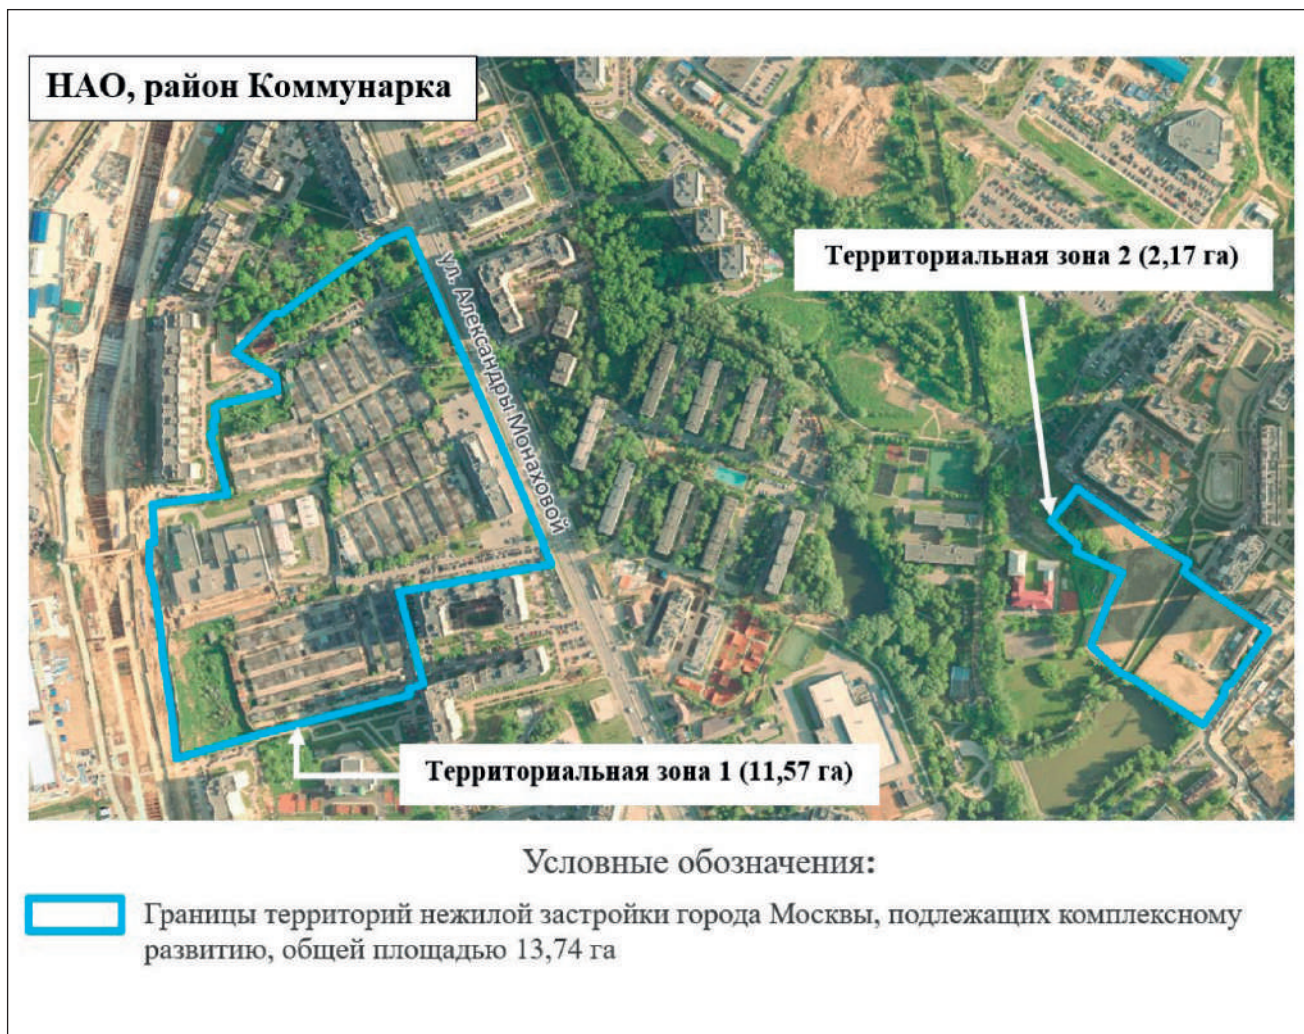 НАО, район Коммунарка
ул. Александры Монаховой
Территориальная зона 2 (2,17 га)
Территориальная зона 1 (11,57 га)
Условные обозначения:
Границы территорий нежилой застройки города Москвы, подлежащих комплексному
развитию, общей площадью 13,74 га